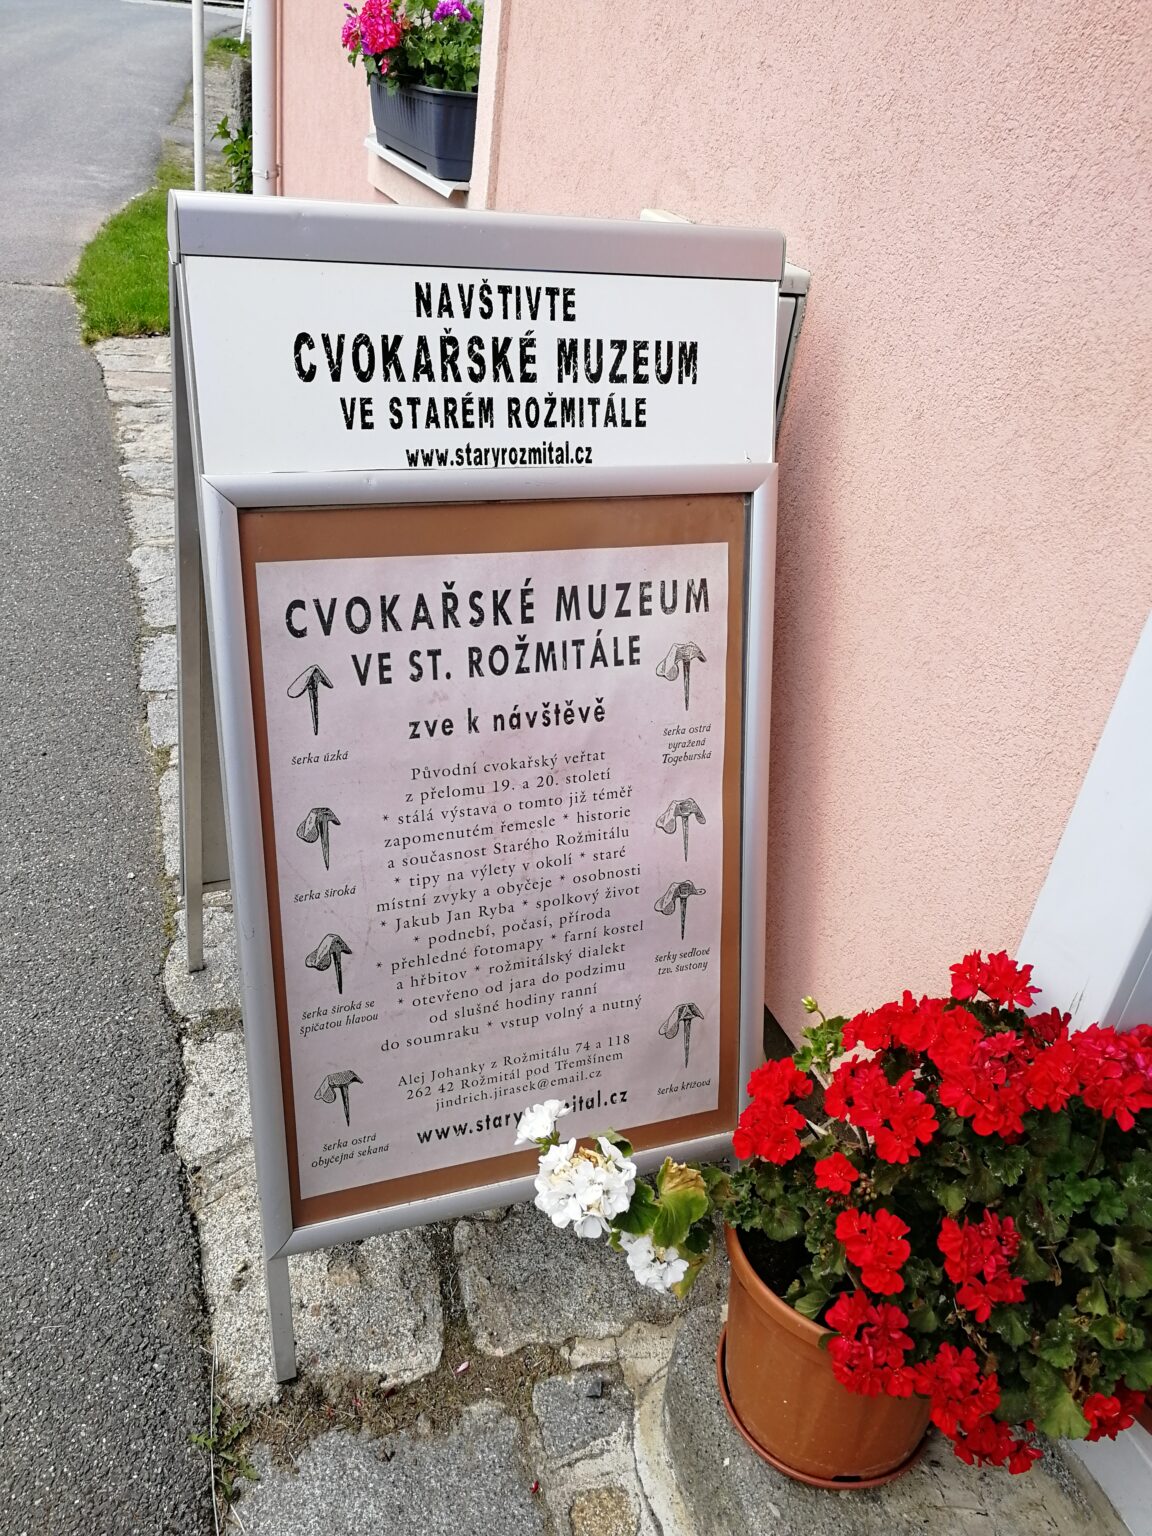 NAVŠTIVTE
CVOKAŘSKÉ MUZEUM
VE STARÉM ROŽMITÁLE
www.staryrozmital.cz
CVOKAŘSKÉ MUZEUM
VE ST. ROŽMITÁLE
zve k návštěvě
šerka úzká
šerka široká
šerka široká se
špičatou hlavou
šerka ostrá
obyčejná sekaná
Původní cvokařský verštat
z přelomu 19. a 20. století
* stálá výstava o tomto již téměř
zapomenutém řemesle * historie
a současnost Starého Rožmitálu
* tipy na výlety v okolí * staré
místní zvyky a obyčeje * osobnosti
* Jakub Jan Ryba * spolkový život
* podnebí, počasí, příroda
* přehledné fotomapy * farní kostel
a hřbitov * rožmitálský dialekt
* otevřeno od jara do podzimu
od slušné hodiny ranní
do soumraku * vstup volný a nutný
Alej Johanky z Rožmitálu 74 a 118
262 42 Rožmitál pod Třemšínem
jindrich.jirasek@email.cz
www.stary ital.cz
šerka ostrá
vyražená
Togeburská
šerky sedlové
tzv. šustony
šerka křížová